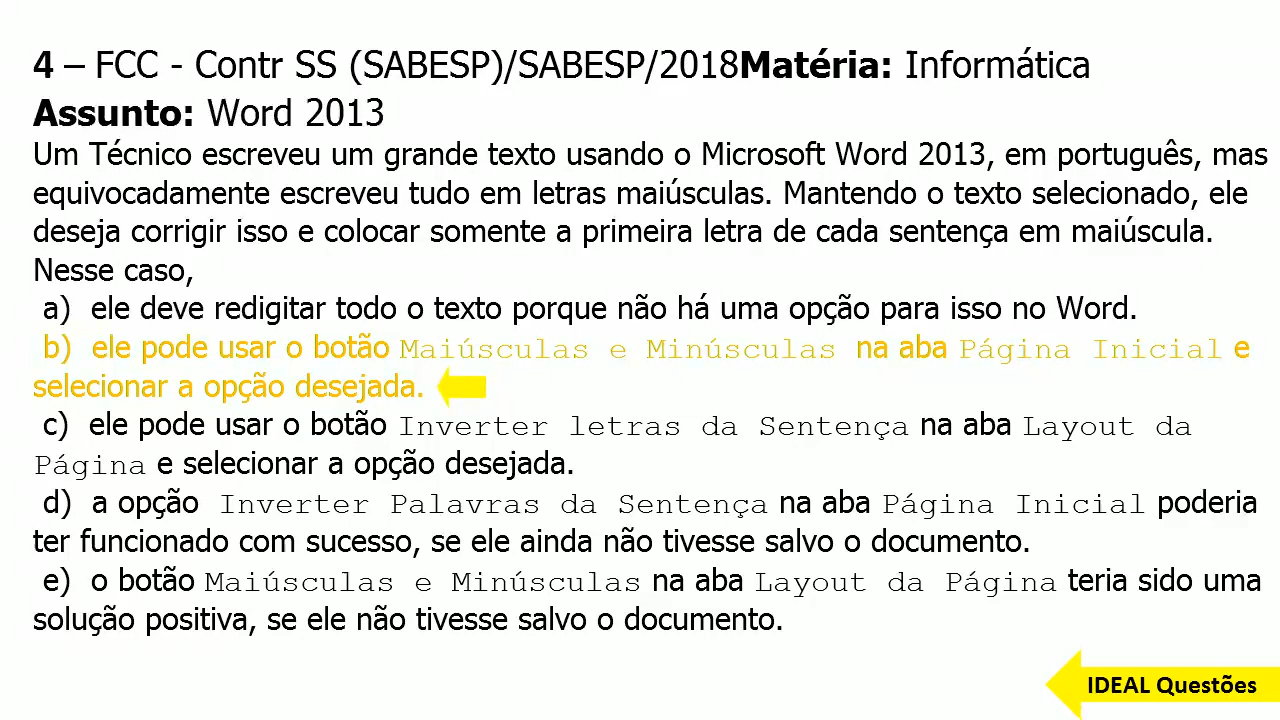 4 – FCC - Contr SS (SABESP)/SABESP/2018Matéria: Informática
Assunto: Word 2013
Um Técnico escreveu um grande texto usando o Microsoft Word 2013, em português, mas
equivocadamente escreveu tudo em letras maiúsculas. Mantendo o texto selecionado, ele
deseja corrigir isso e colocar somente a primeira letra de cada sentença em maiúscula.
Nesse caso,
a) ele deve redigitar todo o texto porque não há uma opção para isso no Word.
b) ele pode usar o botão Maiúsculas e Minúsculas na aba Página Inicial e
selecionar a opção desejada.
c) ele pode usar o botão Inverter letras da Sentença na aba Layout da
Página e selecionar a opção desejada.
d) a opção Inverter Palavras da Sentença na aba Página Inicial poderia
ter funcionado com sucesso, se ele ainda não tivesse salvo o documento.
e) o botão Maiúsculas e Minúsculas na aba Layout da Página teria sido uma
solução positiva, se ele não tivesse salvo o documento.
IDEAL Questões